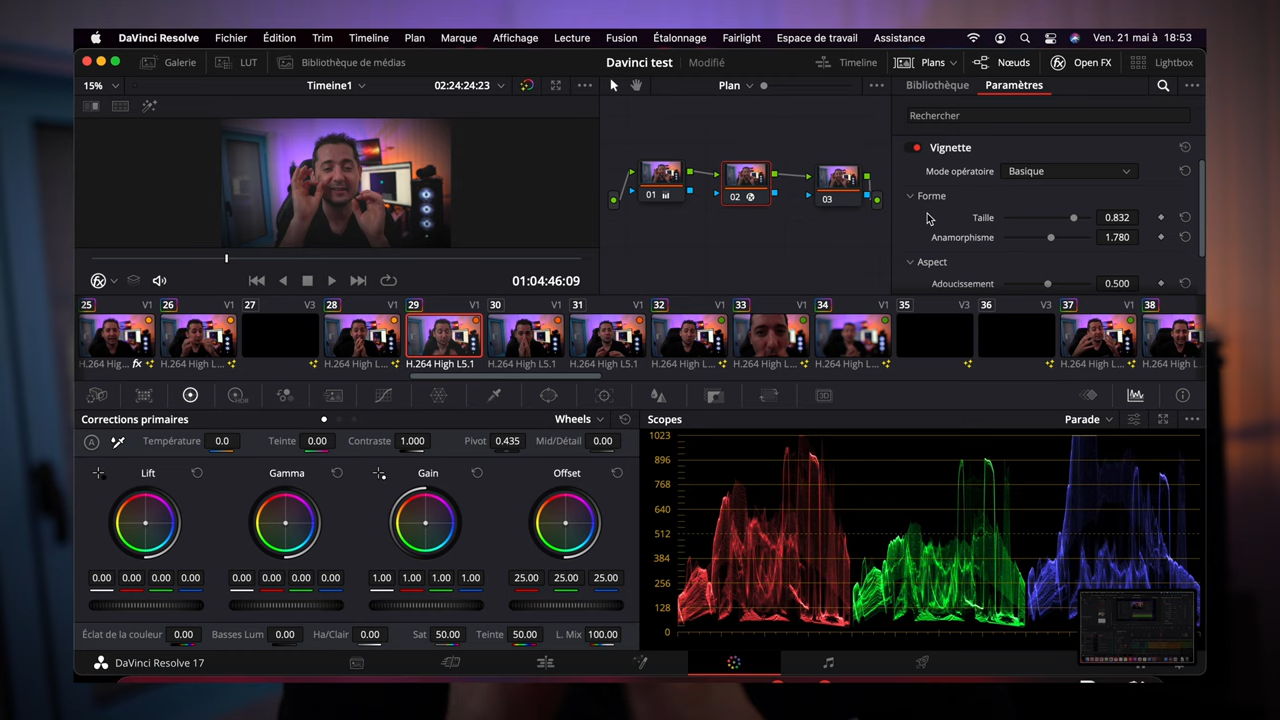 DaVinci Resolve Fichier Édition Trim Timeline Plan Marque Affichage Lecture Fusion Étalonnage Fairlight Espace de travail Assistance Ven. 21 mai à 18:53
Galerie LUT Bibliothèque de médias Davinci test Modifié Timeline Plans Nœuds Open FX Lightbox
15% Timeine1 02:24:24:23 ••• Plan ••• Bibliothèque Paramètres •••
Rechercher
Vignette
Mode opératoire Basique
Forme
Taille 0.832
Anamorphisme 1.780
Aspect
Adoucissement 0.500
01 02 03
01:04:46:09
25 V1 26 V1 27 V3 28 V1 29 V1 30 V1 31 V1 32 V1 33 V1 34 V1 35 V3 36 V3 37 V1 38
H.264 Hig... fx H.264 High L... H.264 High L... H.264 High L5.1 H.264 High L5.1 H.264 High L5.1 H.264 High L... H.264 High L... H.264 High L... H.264 High L... H.264 High L...
HDR 3D
Corrections primaires Wheels
A Température 0.0 Teinte 0.00 Contraste 1.000 Pivot 0.435 Mid/Détail 0.00
Lift Gamma Gain Offset
0.00 0.00 0.00 0.00 0.00 0.00 0.00 0.00 1.00 1.00 1.00 1.00 25.00 25.00 25.00
Éclat de la couleur 0.00 Basses Lum 0.00 Ha/Clair 0.00 Sat 50.00 Teinte 50.00 L. Mix 100.00
Scopes Parade •••
1023
896
768
640
512
384
256
128
0
DaVinci Resolve 17